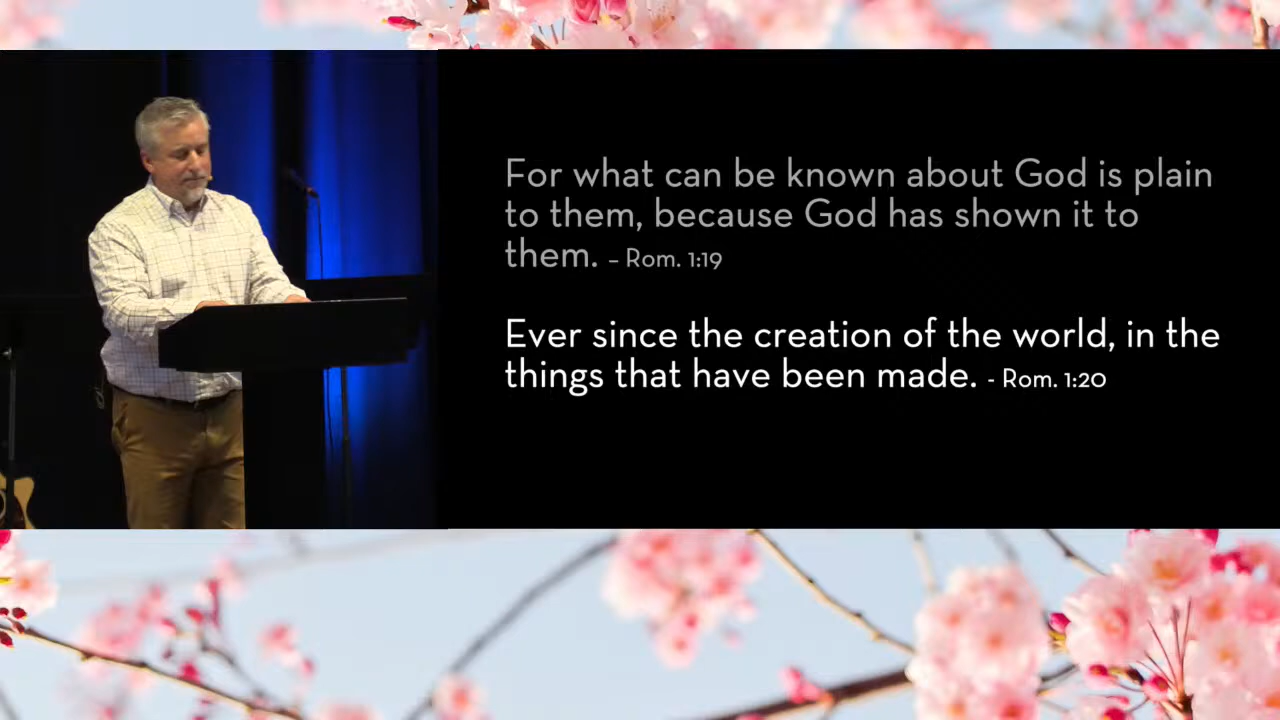 For what can be known about God is plain
to them, because God has shown it to
them. – Rom. 1:19
Ever since the creation of the world, in the
things that have been made. - Rom. 1:20